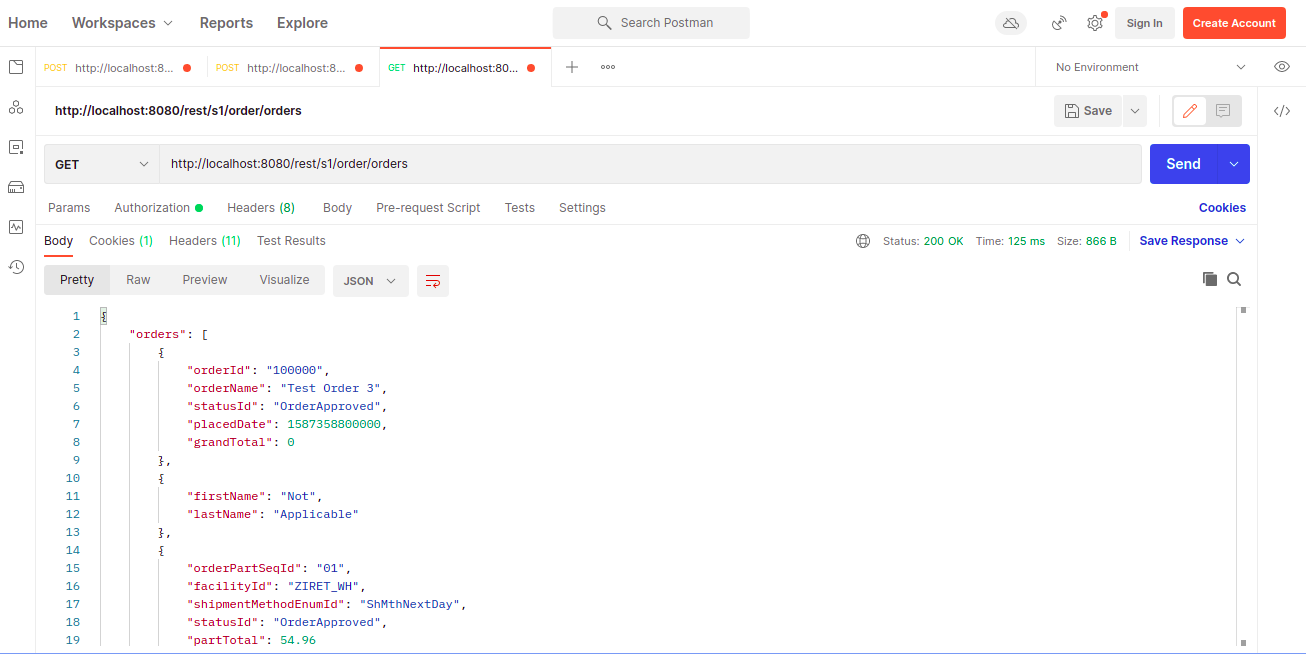 Home Workspaces Reports Explore Search Postman Sign In Create Account
POST http://localhost:8... POST http://localhost:8... GET http://localhost:80... No Environment
http://localhost:8080/rest/s1/order/orders Save
GET http://localhost:8080/rest/s1/order/orders Send
Params Authorization Headers (8) Body Pre-request Script Tests Settings Cookies
Body Cookies (1) Headers (11) Test Results Status: 200 OK Time: 125 ms Size: 866 B Save Response
Pretty Raw Preview Visualize JSON
1 {
2 "orders": [
3 {
4 "orderId": "100000",
5 "orderName": "Test Order 3",
6 "statusId": "OrderApproved",
7 "placedDate": 1587358800000,
8 "grandTotal": 0
9 },
10 {
11 "firstName": "Not",
12 "lastName": "Applicable"
13 },
14 {
15 "orderPartSeqId": "01",
16 "facilityId": "ZIRET_WH",
17 "shipmentMethodEnumId": "ShMthNextDay",
18 "statusId": "OrderApproved",
19 "partTotal": 54.96